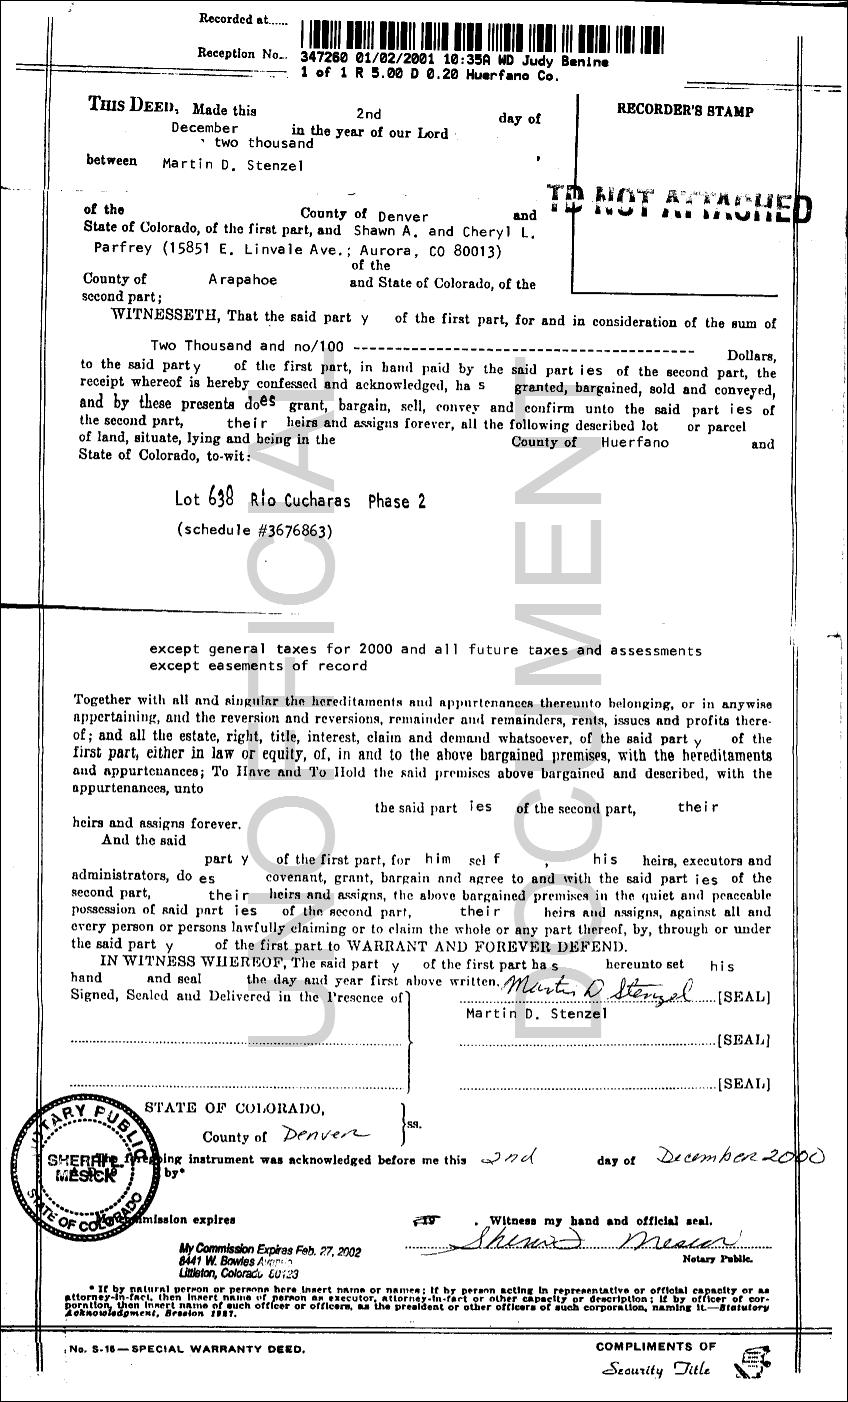 Recorded at......
Reception No..
347260 01/02/2001 10:35A WD Judy Benine
1 of 1 R 5.00 D 0.20 Huerfano Co.
THIS DEED, Made this 2nd day of
December in the year of our Lord
two thousand
between Martin D. Stenzel
RECORDER'S STAMP
TD NOT ATTACHED
of the County of Denver and
State of Colorado, of the first part, and Shawn A. and Cheryl L.
Parfrey (15851 E. Linvale Ave.; Aurora, CO 80013)
of the
County of Arapahoe and State of Colorado, of the
second part;
WITNESSETH, That the said part y of the first part, for and in consideration of the sum of
Two Thousand and no/100 ---------------------------------------- Dollars,
to the said party of the first part, in hand paid by the said part ies of the second part, the
receipt whereof is hereby confessed and acknowledged, ha s granted, bargained, sold and conveyed,
and by these presents does grant, bargain, sell, convey and confirm unto the said part ies of
the second part, their heirs and assigns forever, all the following described lot or parcel
of land, situate, lying and being in the County of Huerfano and
State of Colorado, to-wit:
Lot 638 Rio Cucharas Phase 2
(schedule #3676863)
except general taxes for 2000 and all future taxes and assessments
except easements of record
Together with all and singular the hereditaments and appurtenances thereunto belonging, or in anywise
appertaining, and the reversion and reversions, remainder and remainders, rents, issues and profits there-
of; and all the estate, right, title, interest, claim and demand whatsoever, of the said part y of the
first part, either in law or equity, of, in and to the above bargained premises, with the hereditaments
and appurtenances; To Have and To Hold the said premises above bargained and described, with the
appurtenances, unto
the said part ies of the second part, their
heirs and assigns forever.
And the said
part y of the first part, for him self , his heirs, executors and
administrators, do es covenant, grant, bargain and agree to and with the said part ies of the
second part, their heirs and assigns, the above bargained premises in the quiet and peaceable
possession of said part ies of the second part, their heirs and assigns, against all and
every person or persons lawfully claiming or to claim the whole or any part thereof, by, through or under
the said part y of the first part to WARRANT AND FOREVER DEFEND.
IN WITNESS WHEREOF, The said part y of the first part ha s hereunto set his
hand and seal the day and year first above written.
Signed, Sealed and Delivered in the Presence of
Martin D Stenzel [SEAL]
Martin D. Stenzel
[SEAL]
[SEAL]
STATE OF COLORADO,
County of Denver ss.
The foregoing instrument was acknowledged before me this 2nd day of December 2000
by*
NOTARY PUBLIC
SHERRI L.
MESICK
STATE OF COLORADO
My commission expires 19 . Witness my hand and official seal.
My Commission Expires Feb. 27, 2002
8441 W. Bowles Avenue
Littleton, Colorado 80123
Notary Public.
* If by natural person or persons here insert name or names; if by person acting in representative or official capacity or as
attorney-in-fact, then insert name of person as executor, attorney-in-fact or other capacity or description; if by officer of cor-
poration, then insert name of such officer or officers, as the president or other officers of such corporation, naming it.—Statutory
Acknowledgment, Session 1927.
No. S-16—SPECIAL WARRANTY DEED.
COMPLIMENTS OF
Security Title
UNOFFICIAL
DOCUMENT